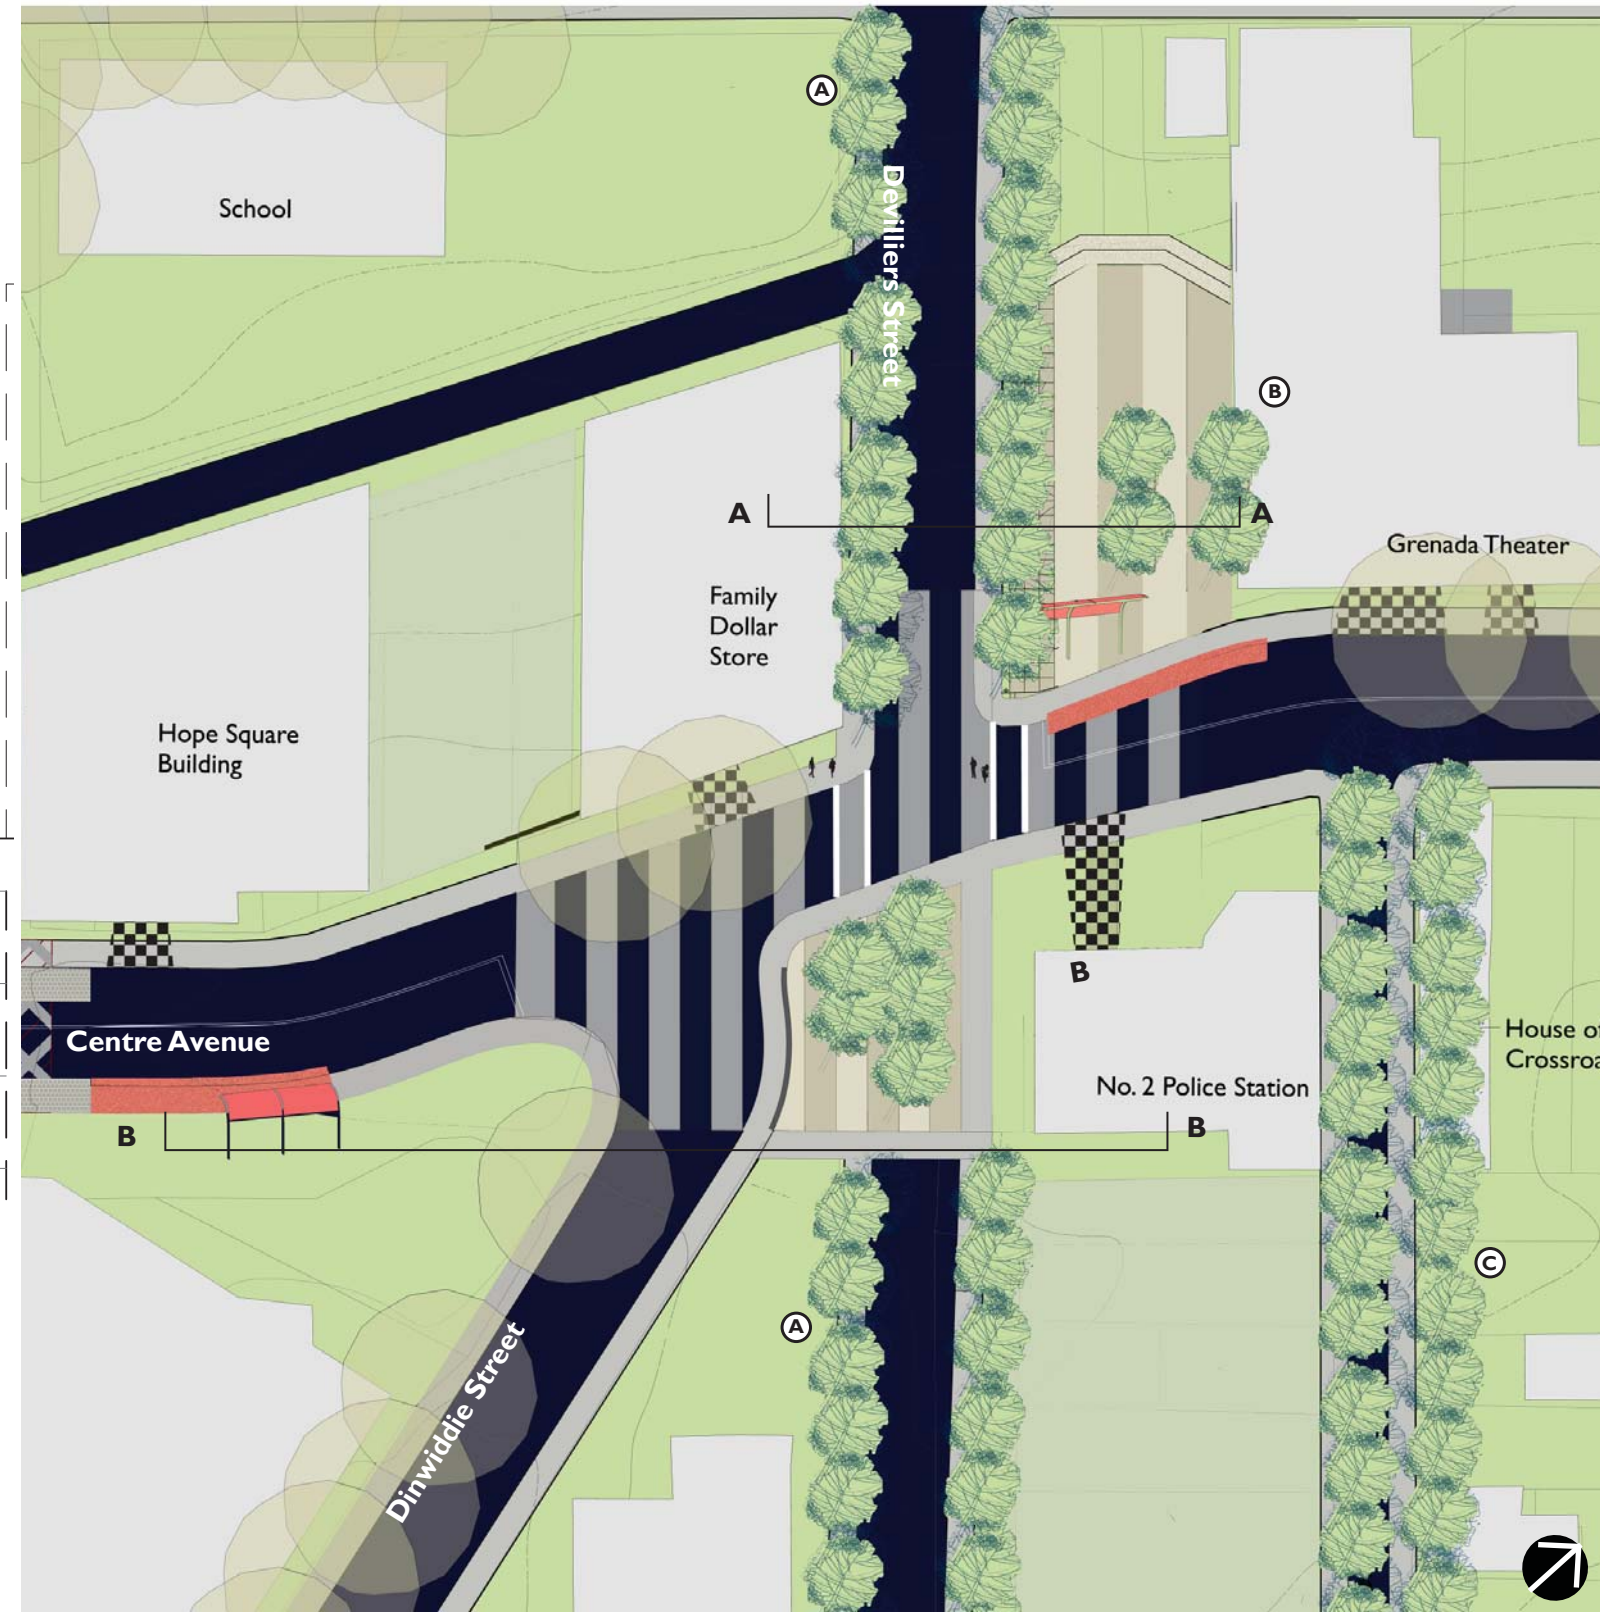 A
School
Devilliers Street
B
A
A
Grenada Theater
Family
Dollar
Store
Hope Square
Building
B
House of
Crossroa
Centre Avenue
No. 2 Police Station
B
B
C
A
Dinwiddie Street